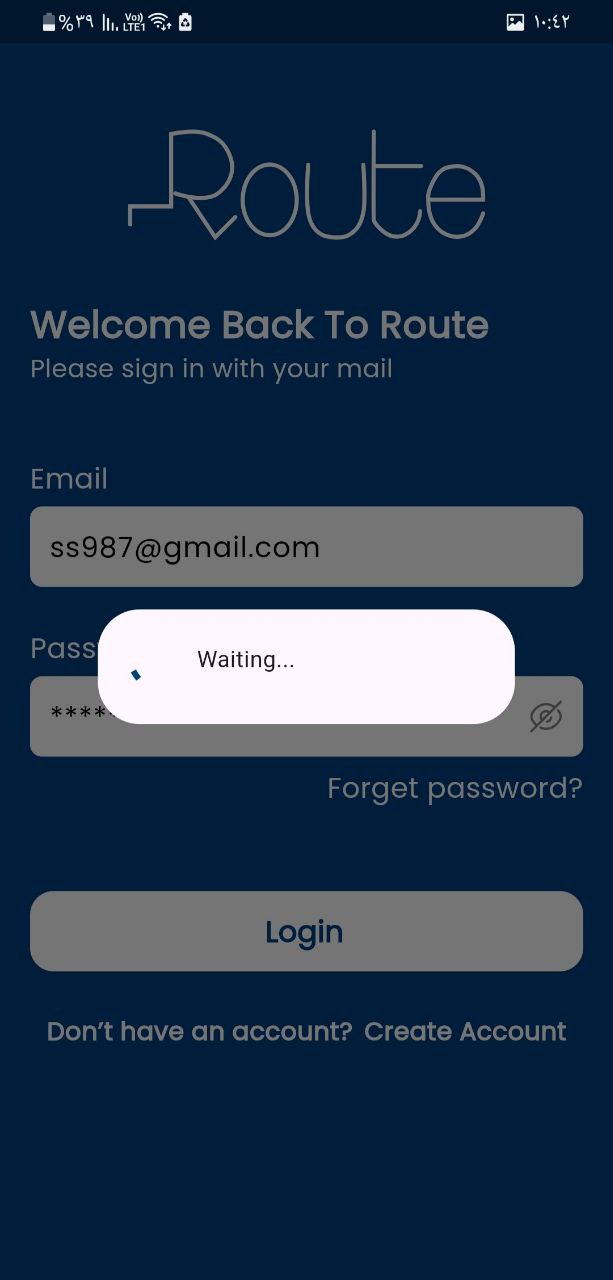 %٣٩ Vo)) LTE1 ١٠:٤٢
Route
Welcome Back To Route
Please sign in with your mail
Email
ss987@gmail.com
Waiting...
Pass
*****
Forget password?
Login
Don't have an account? Create Account